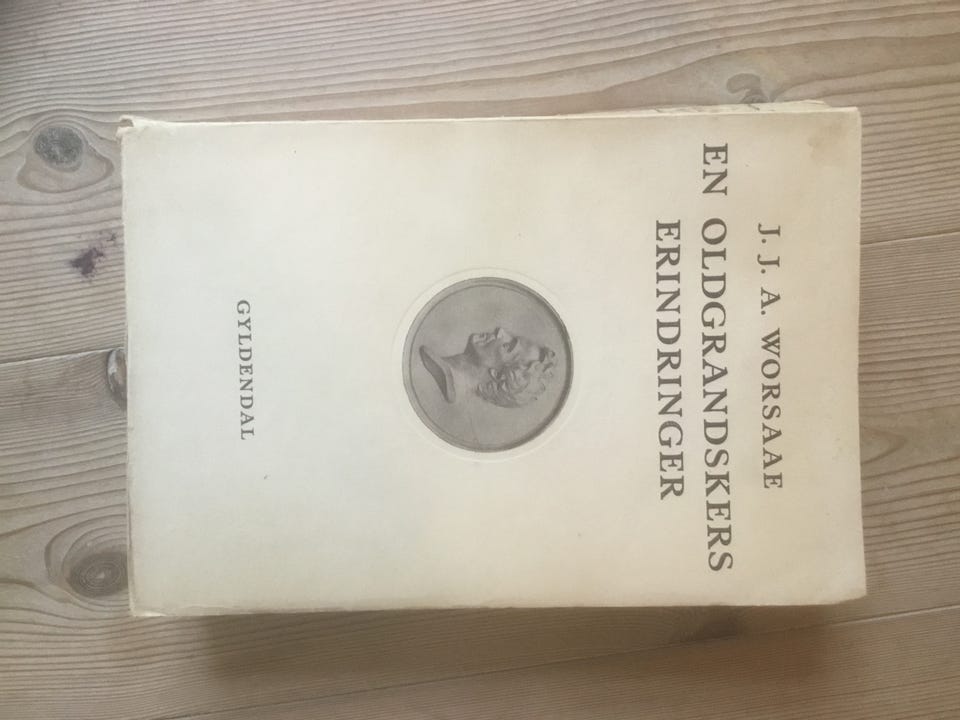 J. J. A. WORSAAE
EN OLDGRANDSKERS
ERINDRINGER
GYLDENDAL